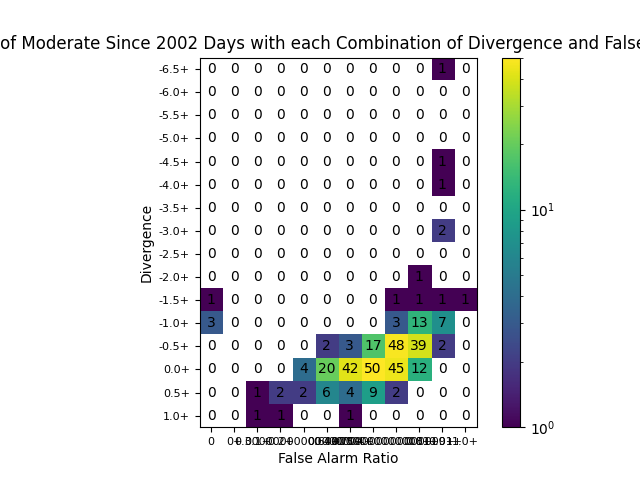 of Moderate Since 2002 Days with each Combination of Divergence and False
-6.5+ 0 0 0 0 0 0 0 0 0 0 1 0
-6.0+ 0 0 0 0 0 0 0 0 0 0 0 0
-5.5+ 0 0 0 0 0 0 0 0 0 0 0 0
-5.0+ 0 0 0 0 0 0 0 0 0 0 0 0
-4.5+ 0 0 0 0 0 0 0 0 0 0 1 0
-4.0+ 0 0 0 0 0 0 0 0 0 0 1 0
-3.5+ 0 0 0 0 0 0 0 0 0 0 0 0
-3.0+ 0 0 0 0 0 0 0 0 0 0 2 0
-2.5+ 0 0 0 0 0 0 0 0 0 0 0 0
-2.0+ 0 0 0 0 0 0 0 0 0 1 0 0
-1.5+ 1 0 0 0 0 0 0 0 1 1 1 1
-1.0+ 3 0 0 0 0 0 0 0 3 13 7 0
-0.5+ 0 0 0 0 0 2 3 17 48 39 2 0
0.0+ 0 0 0 0 4 20 42 50 45 12 0 0
0.5+ 0 0 1 2 2 6 4 9 2 0 0 0
1.0+ 0 0 1 1 0 0 1 0 0 0 0 0
0
False Alarm Ratio
Divergence
10^1
10^0